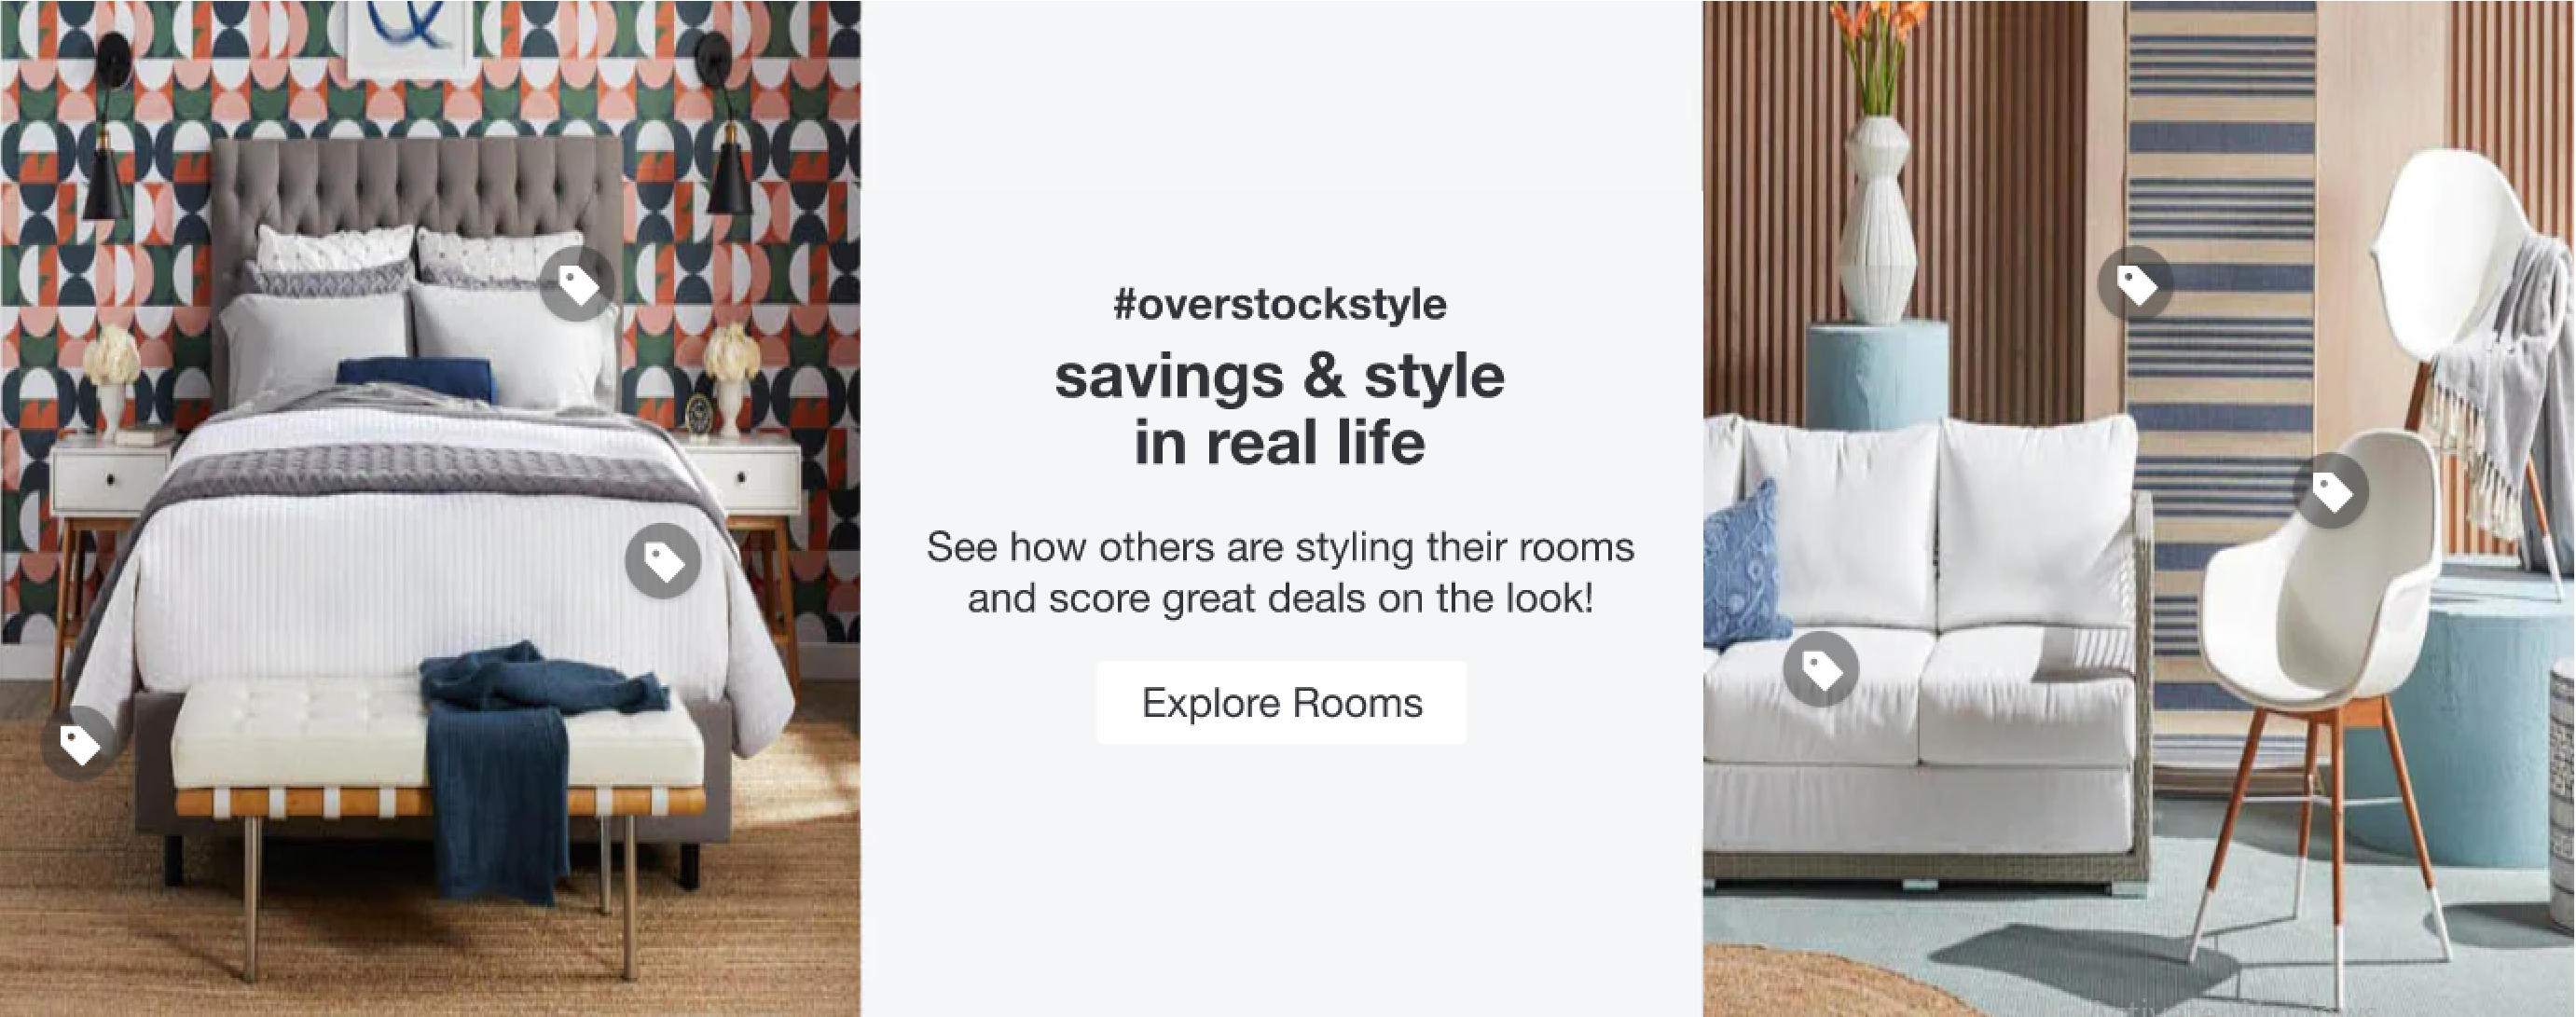 #overstockstyle
savings & style
in real life
See how others are styling their rooms
and score great deals on the look!
Explore Rooms